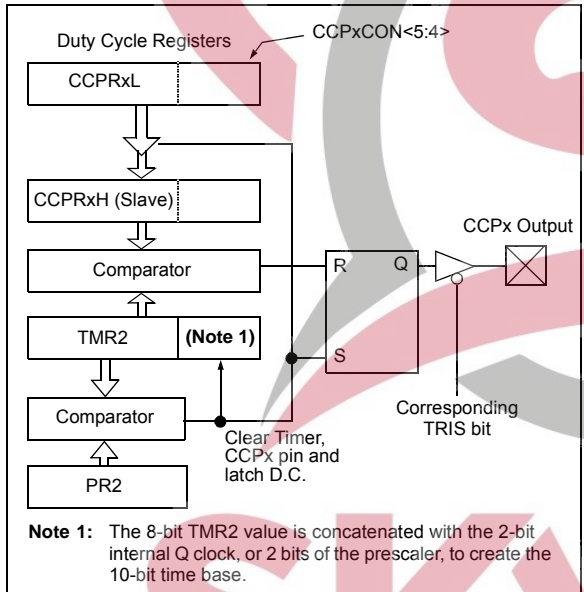 Duty Cycle Registers
CCPxCON<5:4>
CCPRxL
CCPRxH (Slave)
CCPx Output
Comparator
R
Q
TMR2
(Note 1)
S
Comparator
Clear Timer,
CCPx pin and
latch D.C.
Corresponding
TRIS bit
PR2
Note 1: The 8-bit TMR2 value is concatenated with the 2-bit
internal Q clock, or 2 bits of the prescaler, to create the
10-bit time base.